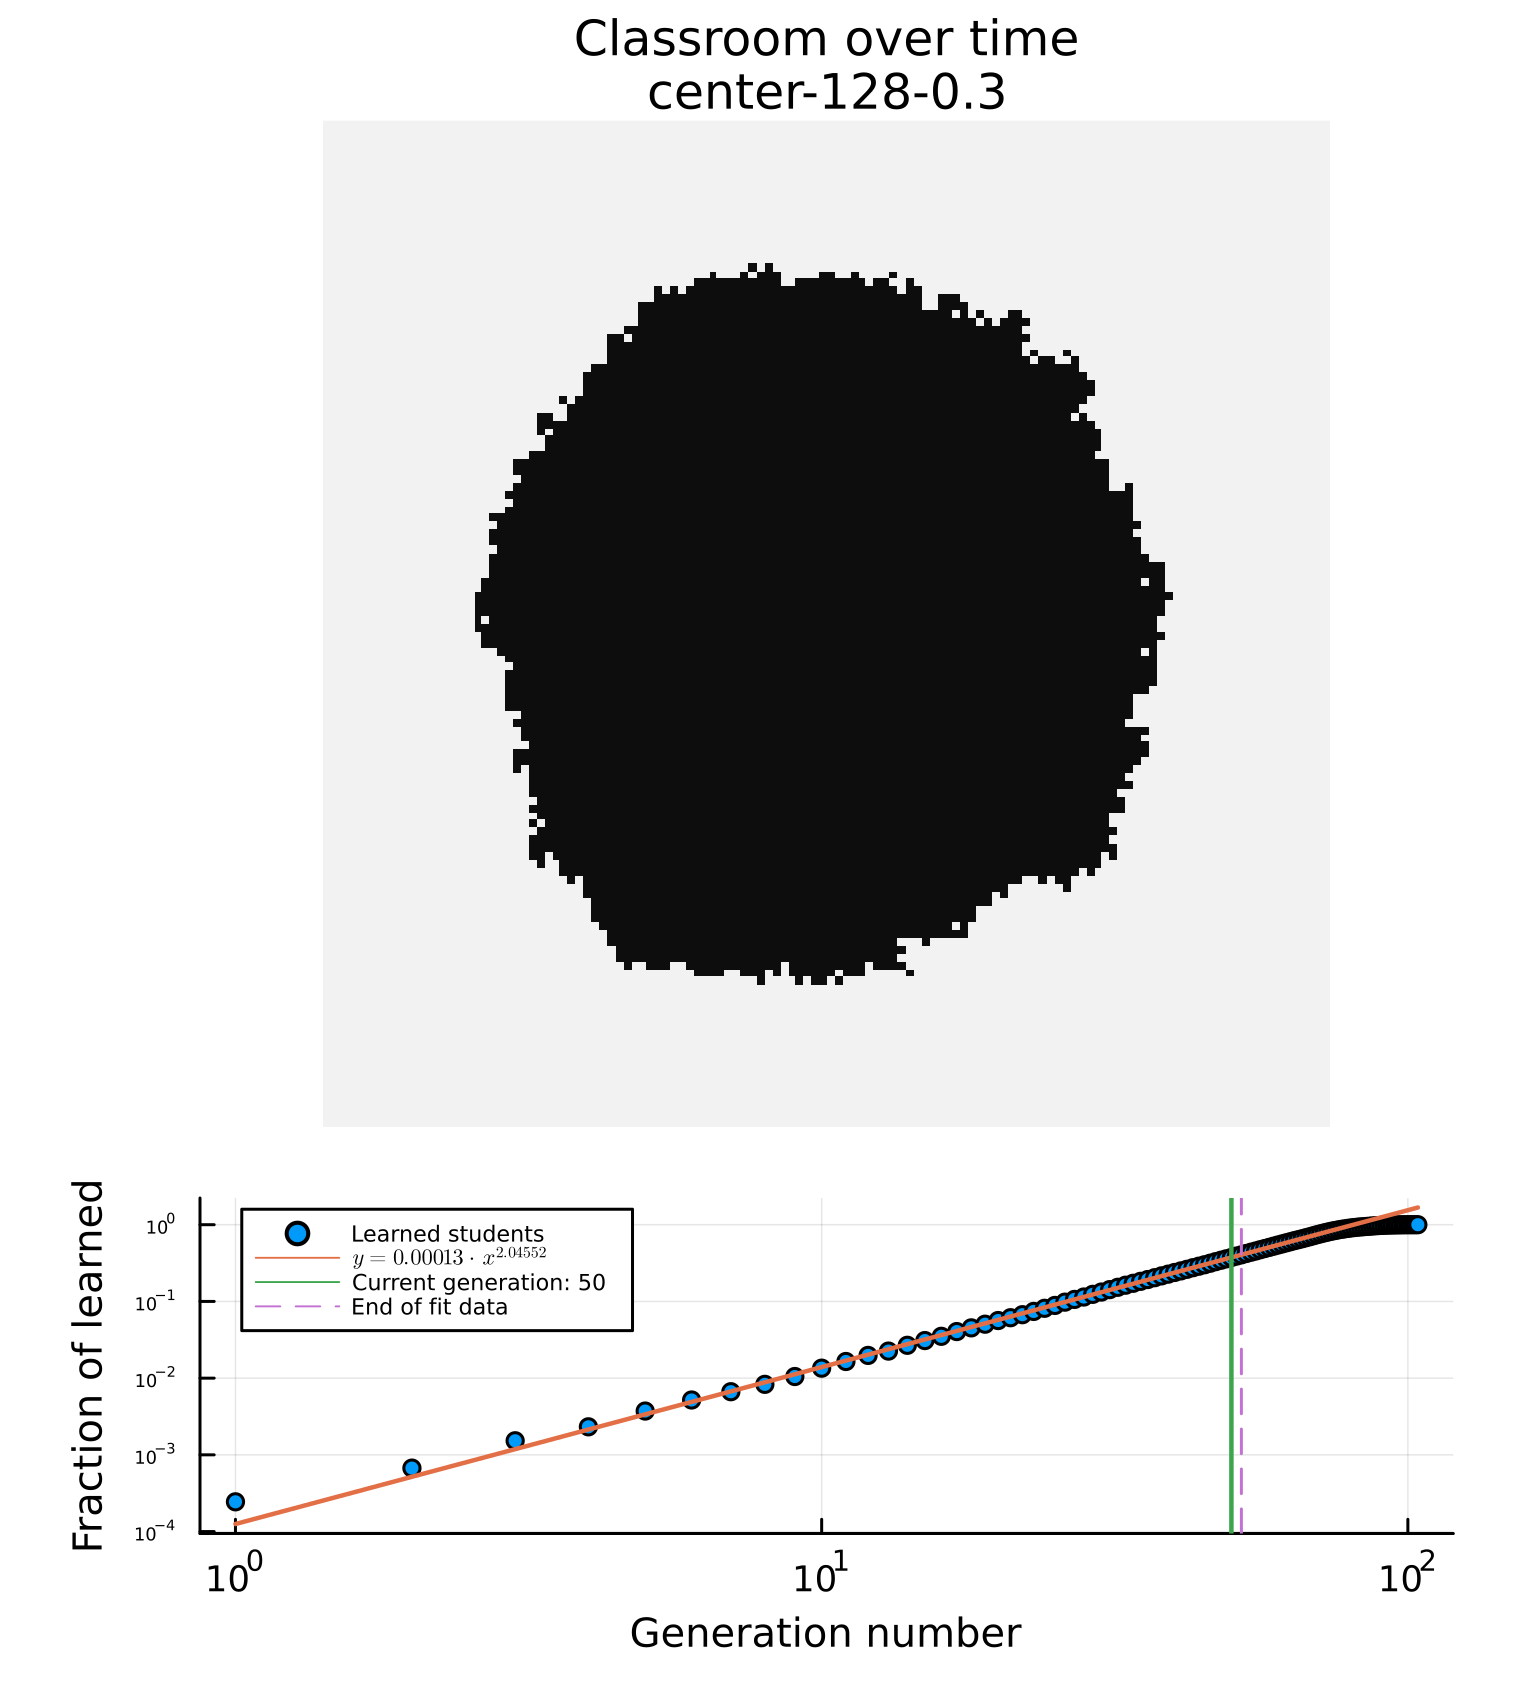 Classroom over time
center-128-0.3
Fraction of learned
10^0
10^-1
10^-2
10^-3
10^-4
Learned students
y = 0.00013 · x^2.04552
Current generation: 50
End of fit data
10^0 10^1 10^2
Generation number